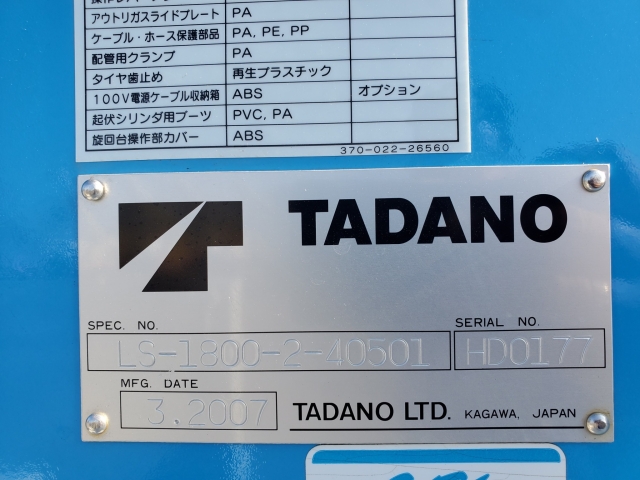 アウトリガスライドプレート PA
ケーブル・ホース保護部品 PA, PE, PP
配管用クランプ PA
タイヤ歯止め 再生プラスチック
100V電源ケーブル収納箱 ABS オプション
起伏シリンダ用ブーツ PVC, PA
旋回台操作部カバー ABS
370-022-26560
TADANO
SPEC. NO. SERIAL NO.
LS-1800-2-40501 HD0177
MFG. DATE
3.2007 TADANO LTD. KAGAWA, JAPAN